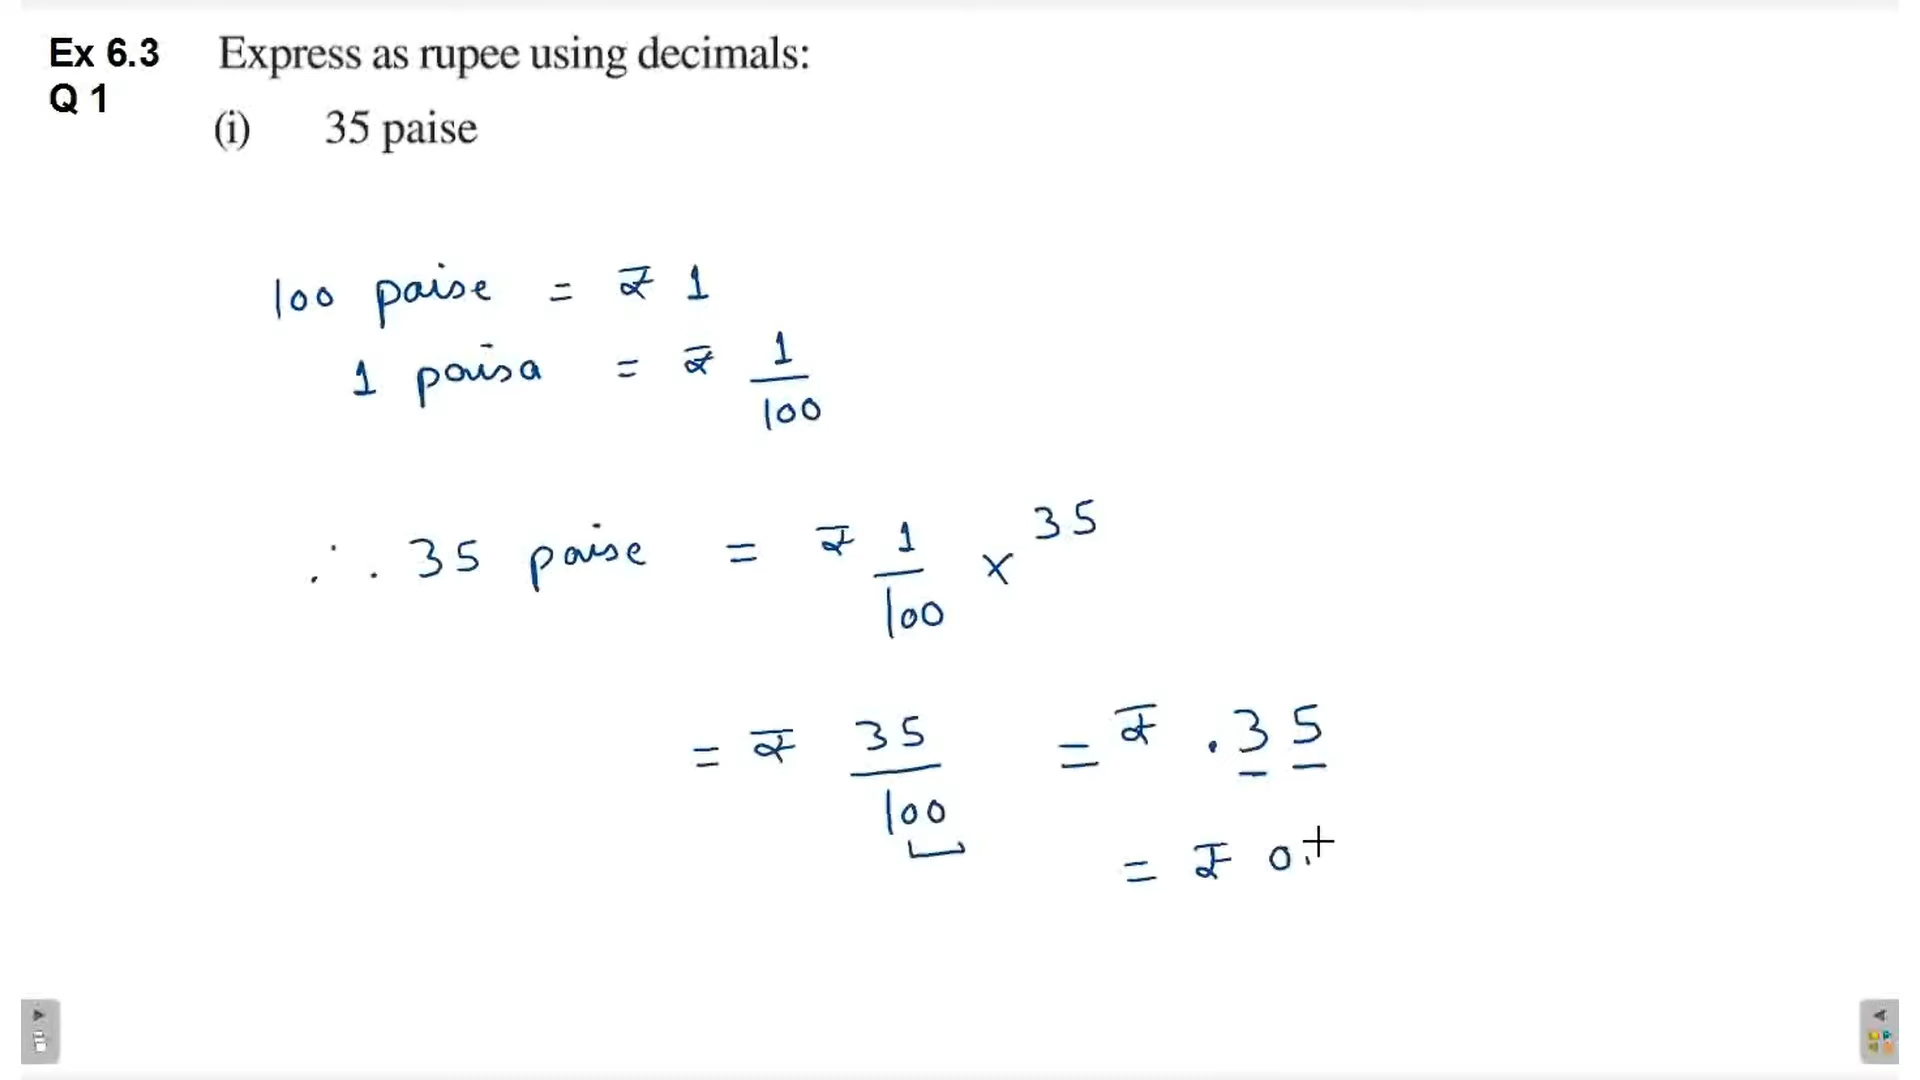 Ex 6.3 Express as rupee using decimals:
Q 1
(i) 35 paise
100 paise = ₹ 1
1 paisa = ₹ 1/100
∴ 35 paise = ₹ 1/100 × 35
= ₹ 35/100 = ₹ .35
= ₹ 0.